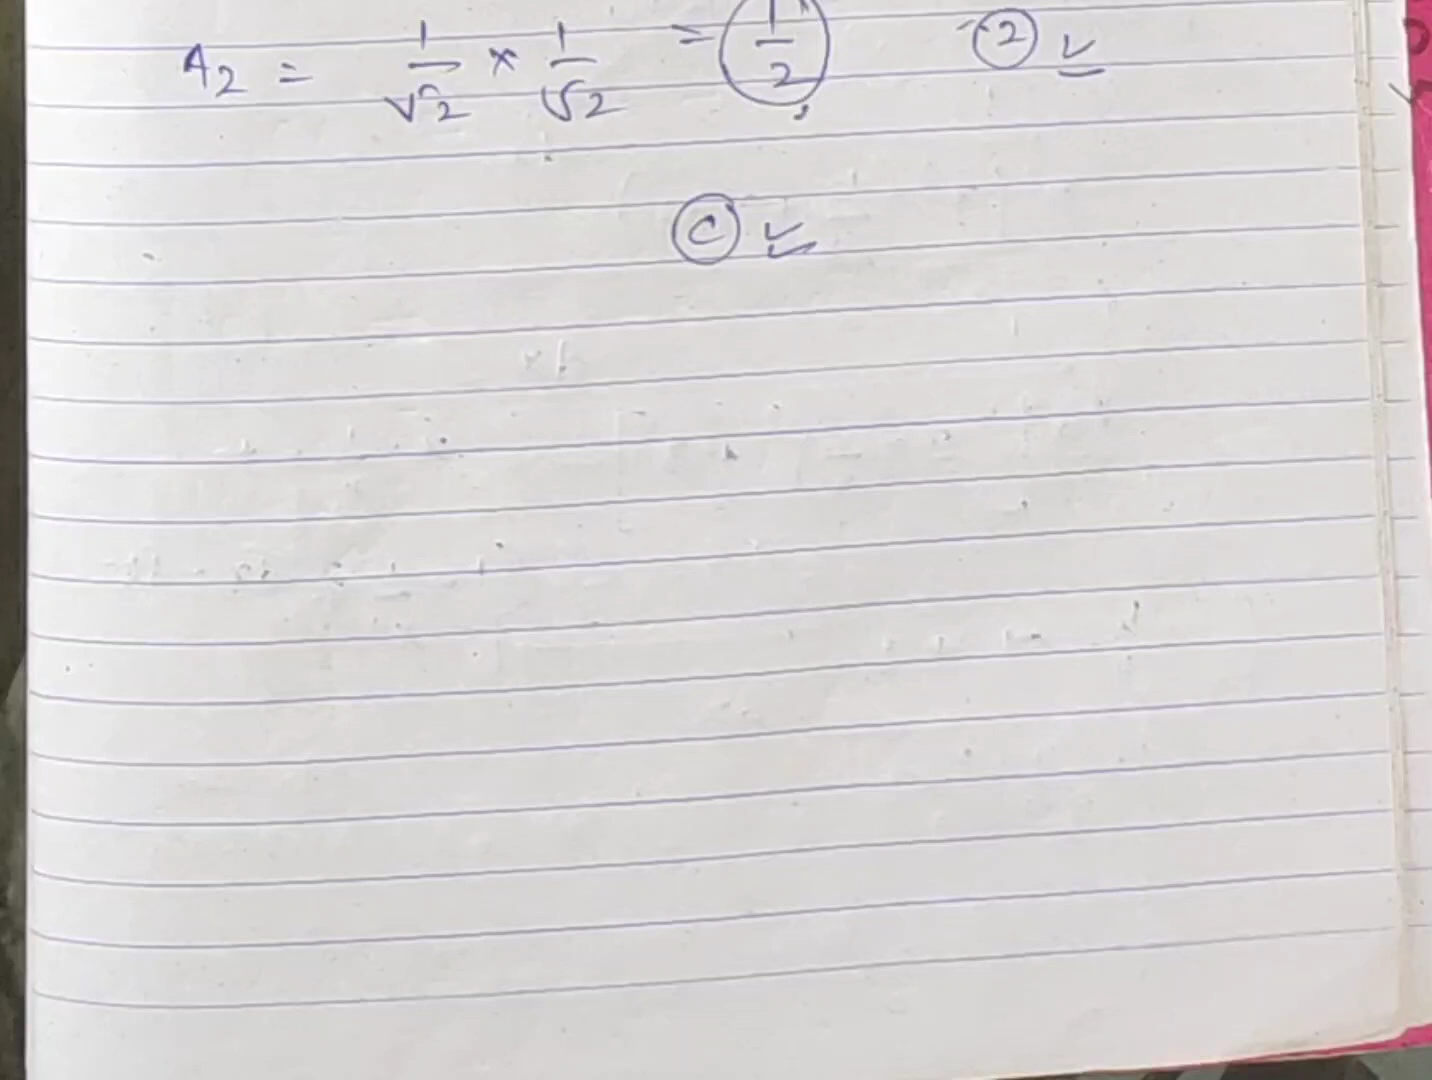 A2 = 1/√2 × 1/√2 = 1/2 -(2) ✓
(C) ✓